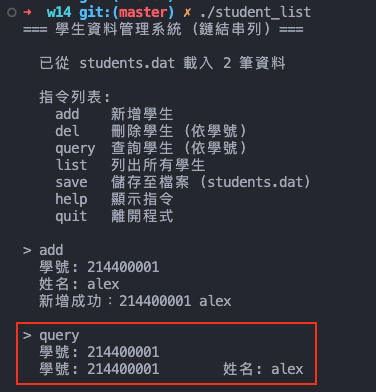 ➜ w14 git:(master) ✗ ./student_list
=== 學生資料管理系統 (鏈結串列) ===
已從 students.dat 載入 2 筆資料
指令列表:
add 新增學生
del 刪除學生 (依學號)
query 查詢學生 (依學號)
list 列出所有學生
save 儲存至檔案 (students.dat)
help 顯示指令
quit 離開程式
> add
學號: 214400001
姓名: alex
新增成功：214400001 alex
> query
學號: 214400001
學號: 214400001 姓名: alex